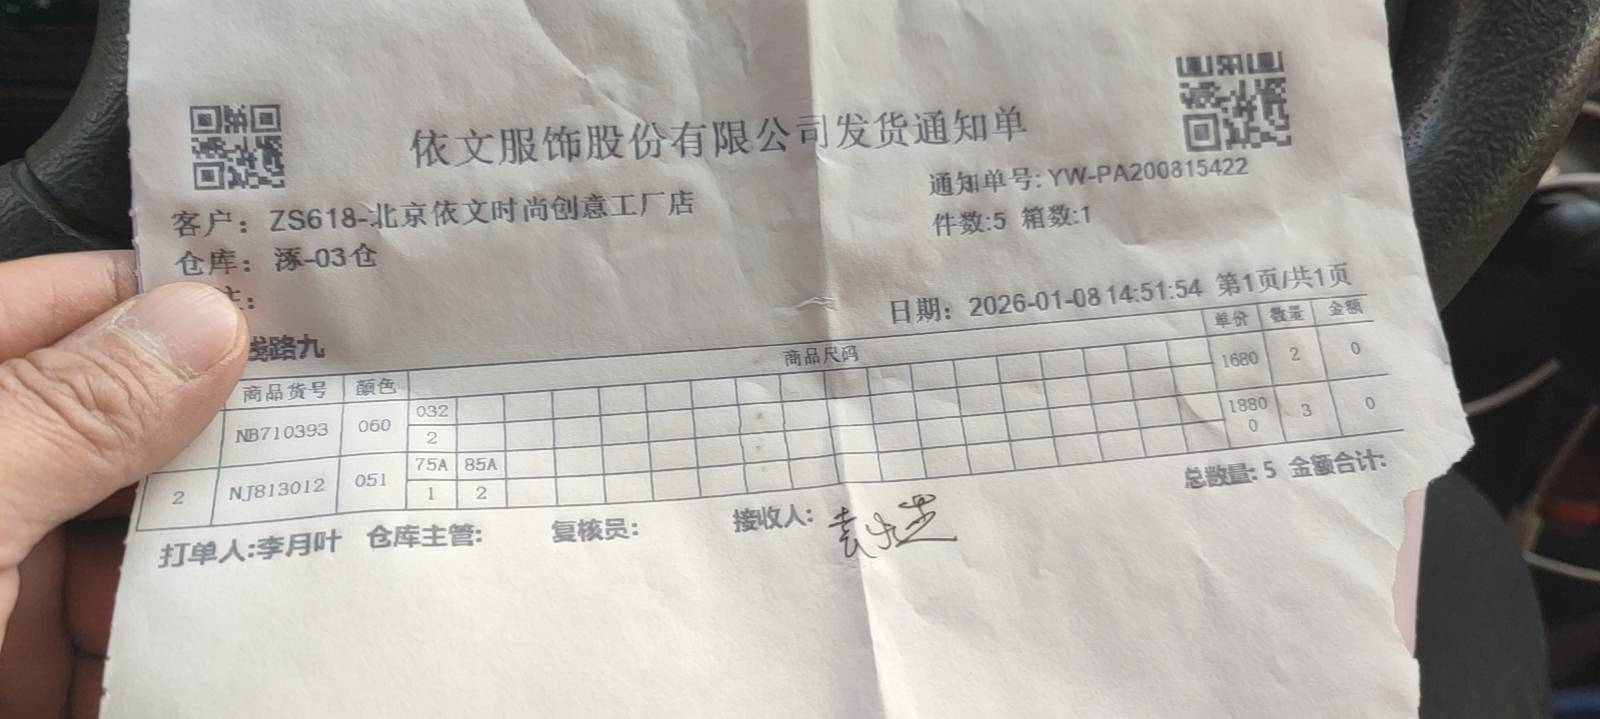 依文服饰股份有限公司发货通知单
通知单号: YW-PA200815422
客户：ZS618-北京依文时尚创意工厂店
件数:5 箱数:1
仓库：涿-03仓
注：
日期：2026-01-08 14:51:54 第1页/共1页
线路九
商品货号 颜色 商品尺码 单价 数量 金额
NB710393 060 032 1680 2 0
2
2 NJ813012 051 75A 85A 18800 3 0
1 2
总数量: 5 金额合计:
打单人:李月叶 仓库主管: 复核员: 接收人: